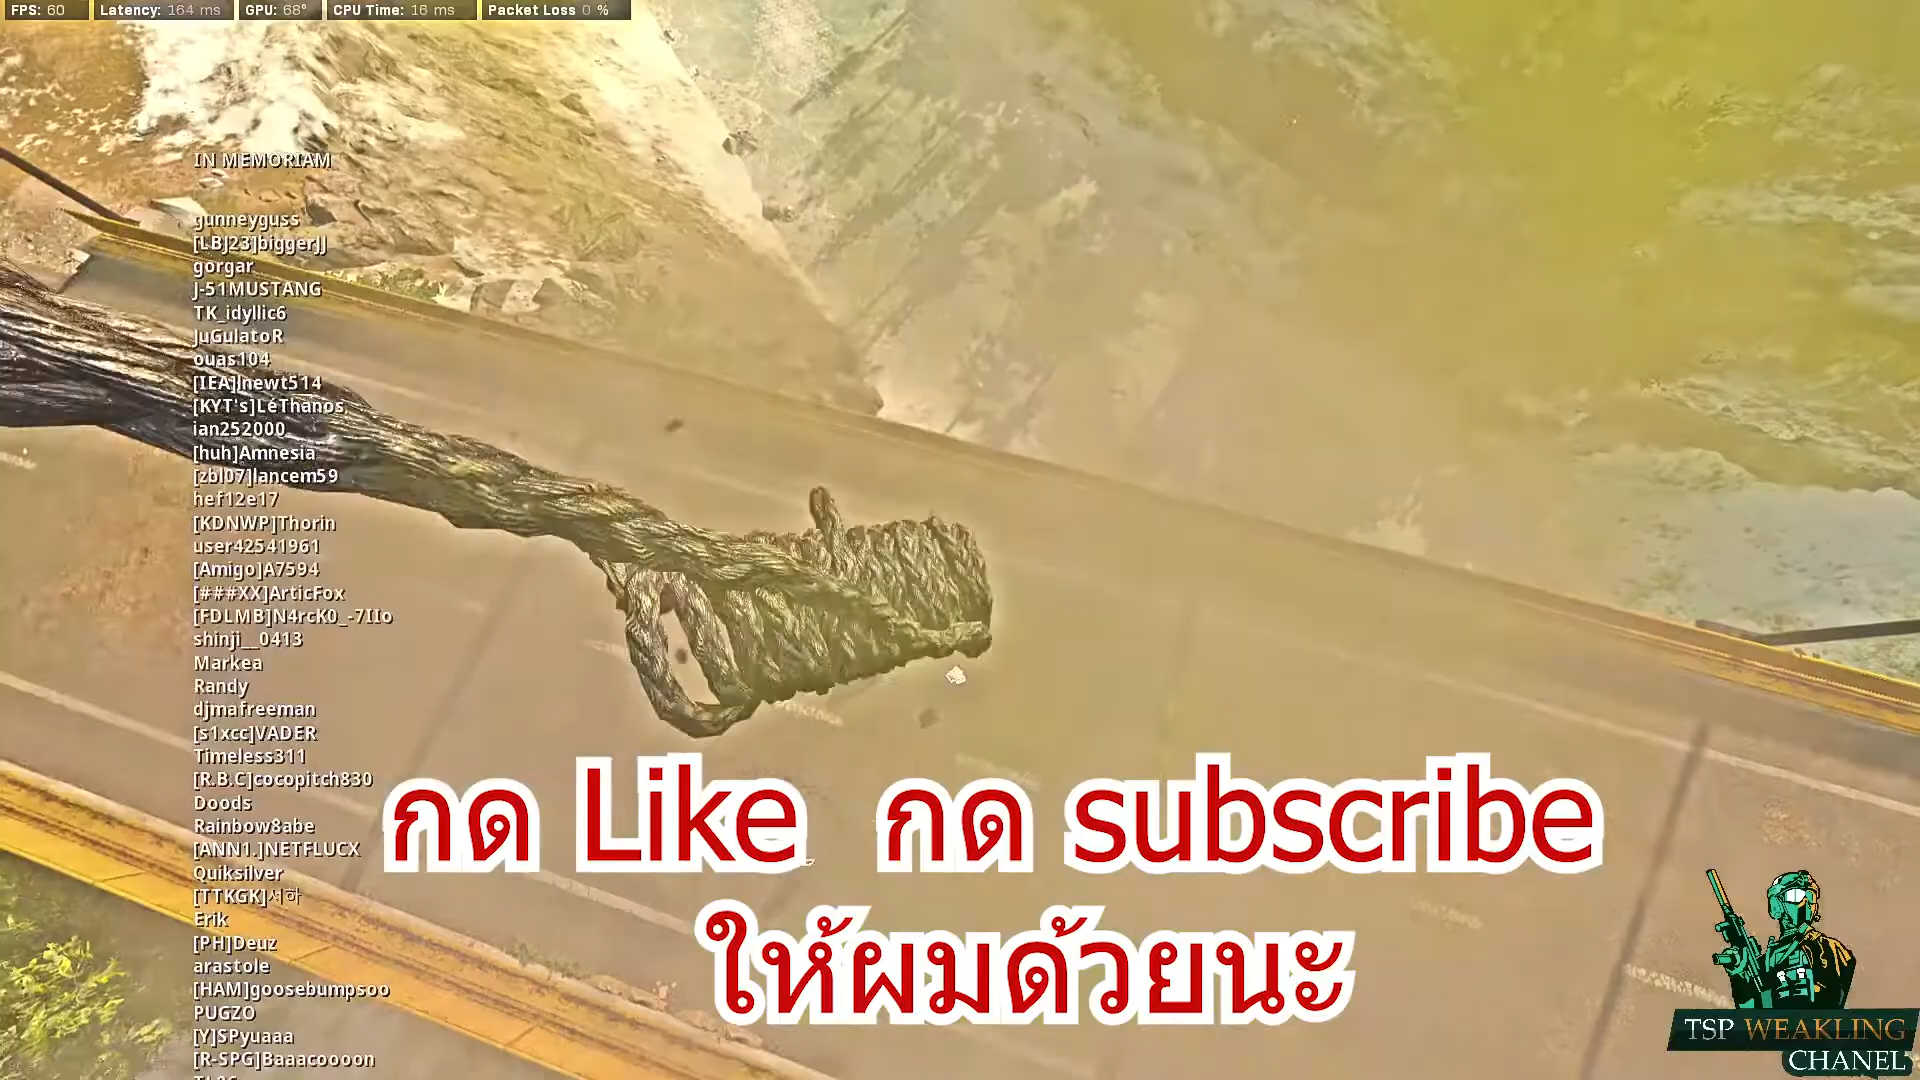 FPS: 60 Latency: 164 ms GPU: 68° CPU Time: 16 ms Packet Loss 0 %
IN MEMORIAM
gunneyguss
[LBJ23]biggerJJ
gorgar
J-51MUSTANG
TK_idyllic6
JuGulatoR
ouas104
[IEA]lnewt514
[KYT's]LéThanos
ian252000
[huh]Amnesia
[zbl07]lancem59
hef12e17
[KDNWP]Thorin
user42541961
[Amigo]A7594
[###XX]ArticFox
[FDLMB]N4rcK0_-7IIo
shinji__0413
Markea
Randy
djmafreeman
[s1xcc]VADER
Timeless311
[R.B.C]cocopitch830
Doods
Rainbow8abe
[ANN1.]NETFLUCX
Quiksilver
[TTKGK]서하
Erik
[PH]Deuz
arastole
[HAM]goosebumpsoo
PUGZO
[Y]SPyuaaa
[R-SPG]Baaacoooon
กด Like กด subscribe
ให้ผมด้วยนะ
TSP WEAKLING
CHANEL